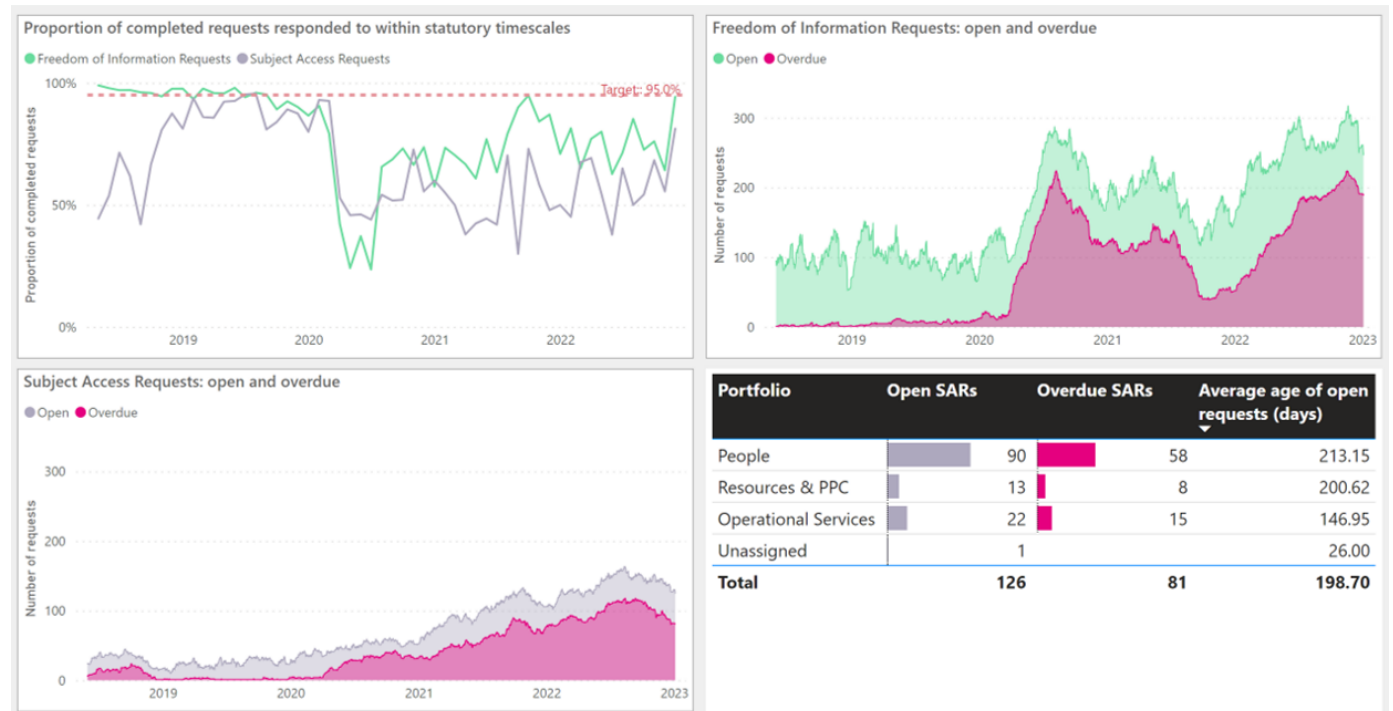 Proportion of completed requests responded to within statutory timescales
Freedom of Information Requests Subject Access Requests
100%
Target:: 95.0%
50%
0%
Proportion of completed requests
2019 2020 2021 2022
Freedom of Information Requests: open and overdue
Open Overdue
300
200
100
0
Number of requests
2019 2020 2021 2022 2023
Subject Access Requests: open and overdue
Open Overdue
300
200
100
0
Number of requests
2019 2020 2021 2022 2023
Portfolio Open SARs Overdue SARs Average age of open
requests (days)
People 90 58 213.15
Resources & PPC 13 8 200.62
Operational Services 22 15 146.95
Unassigned 1 26.00
Total 126 81 198.70